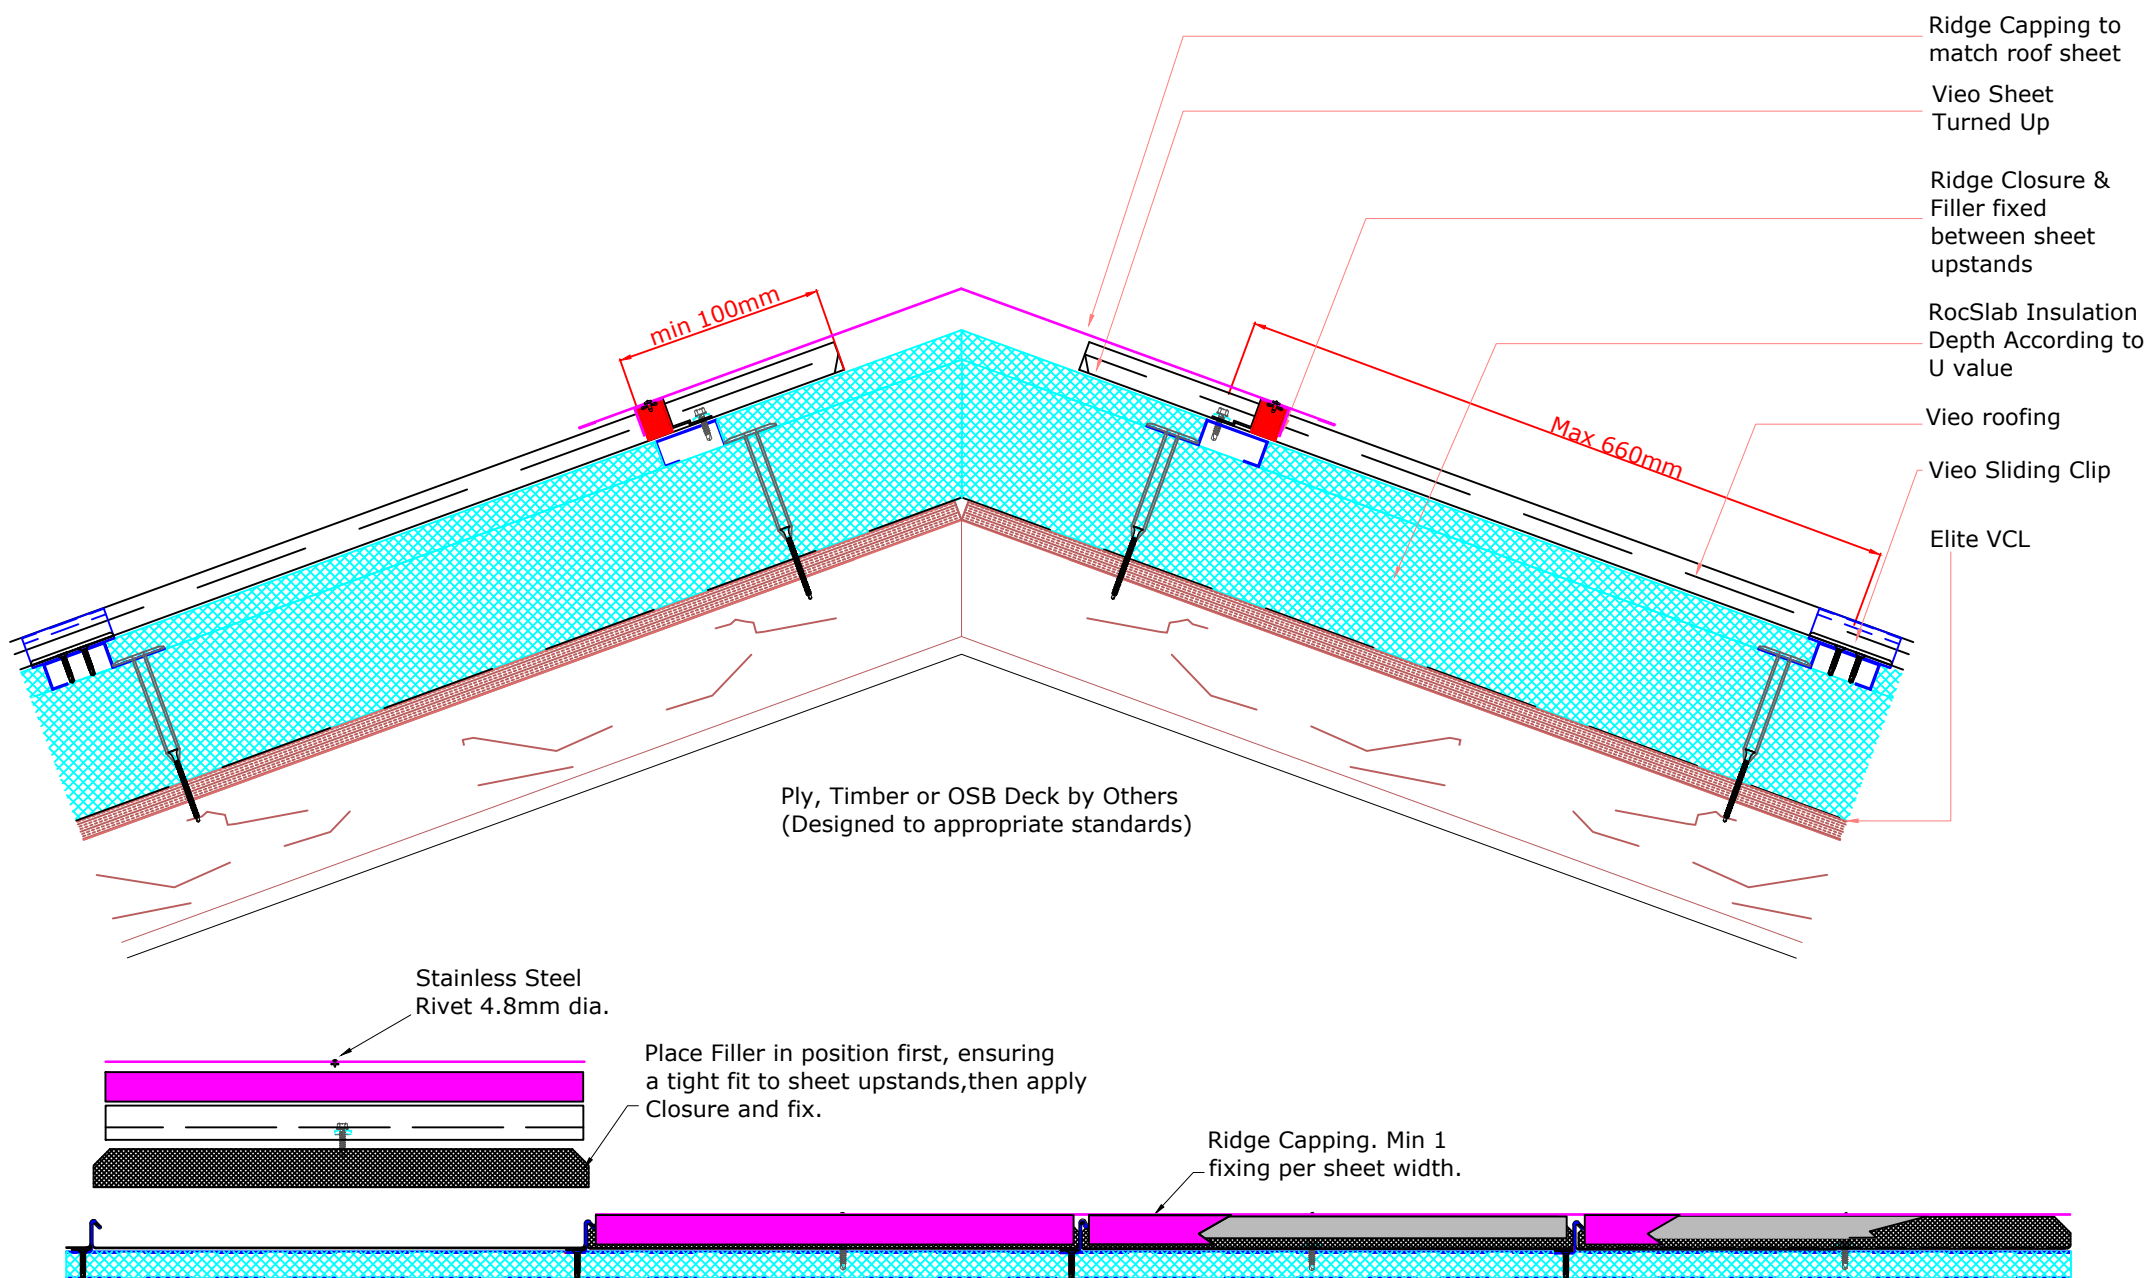 Ridge Capping to
match roof sheet
Vieo Sheet
Turned Up
Ridge Closure &
Filler fixed
between sheet
upstands
min 100mm
RocSlab Insulation
Depth According to
U value
Vieo roofing
Max 660mm
Vieo Sliding Clip
Elite VCL
Ply, Timber or OSB Deck by Others
(Designed to appropriate standards)
Stainless Steel
Rivet 4.8mm dia.
Place Filler in position first, ensuring
a tight fit to sheet upstands,then apply
Closure and fix.
Ridge Capping. Min 1
fixing per sheet width.